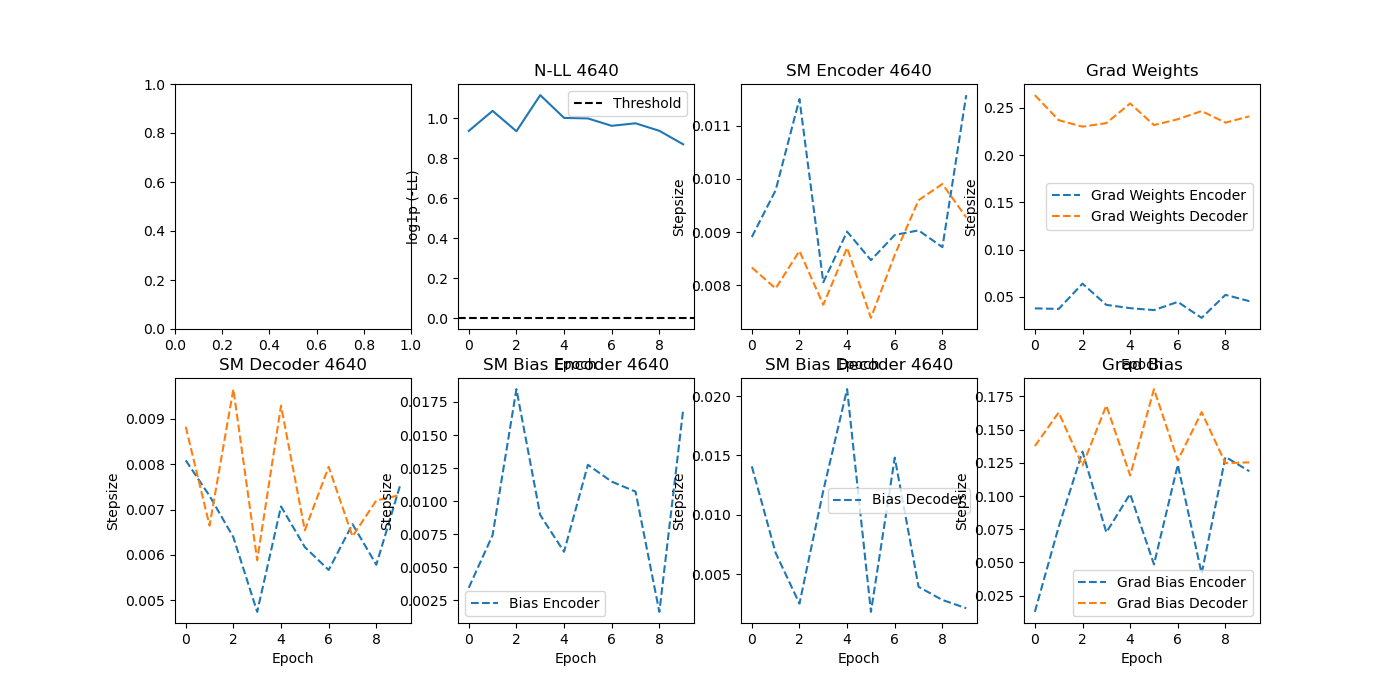 N-LL 4640
SM Encoder 4640
Grad Weights
1.0
0.8
0.6
0.4
0.2
0.0
0.0 0.2 0.4 0.6 0.8 1.0
log1p (-LL)
1.0
0.8
0.6
0.4
0.2
0.0
Threshold
0 2 4 6 8
Epoch
Stepsize
0.011
0.010
0.009
0.008
0 2 4 6 8
Epoch
Stepsize
0.25
0.20
0.15
0.10
0.05
Grad Weights Encoder
Grad Weights Decoder
0 2 4 6 8
Epoch
SM Decoder 4640
SM Bias Encoder 4640
SM Bias Decoder 4640
Grad Bias
Stepsize
0.009
0.008
0.007
0.006
0.005
0 2 4 6 8
Epoch
Stepsize
0.0175
0.0150
0.0125
0.0100
0.0075
0.0050
0.0025
Bias Encoder
0 2 4 6 8
Epoch
Stepsize
0.020
0.015
0.010
0.005
Bias Decoder
0 2 4 6 8
Epoch
Stepsize
0.175
0.150
0.125
0.100
0.075
0.050
0.025
Grad Bias Encoder
Grad Bias Decoder
0 2 4 6 8
Epoch